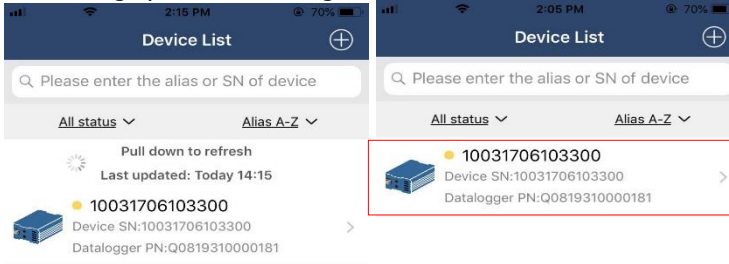 2:15 PM
70%
Device List
Please enter the alias or SN of device
All status
Alias A-Z
Pull down to refresh
Last updated: Today 14:15
10031706103300
Device SN:10031706103300
Datalogger PN:Q0819310000181
2:05 PM
70%
Device List
Please enter the alias or SN of device
All status
Alias A-Z
10031706103300
Device SN:10031706103300
Datalogger PN:Q0819310000181